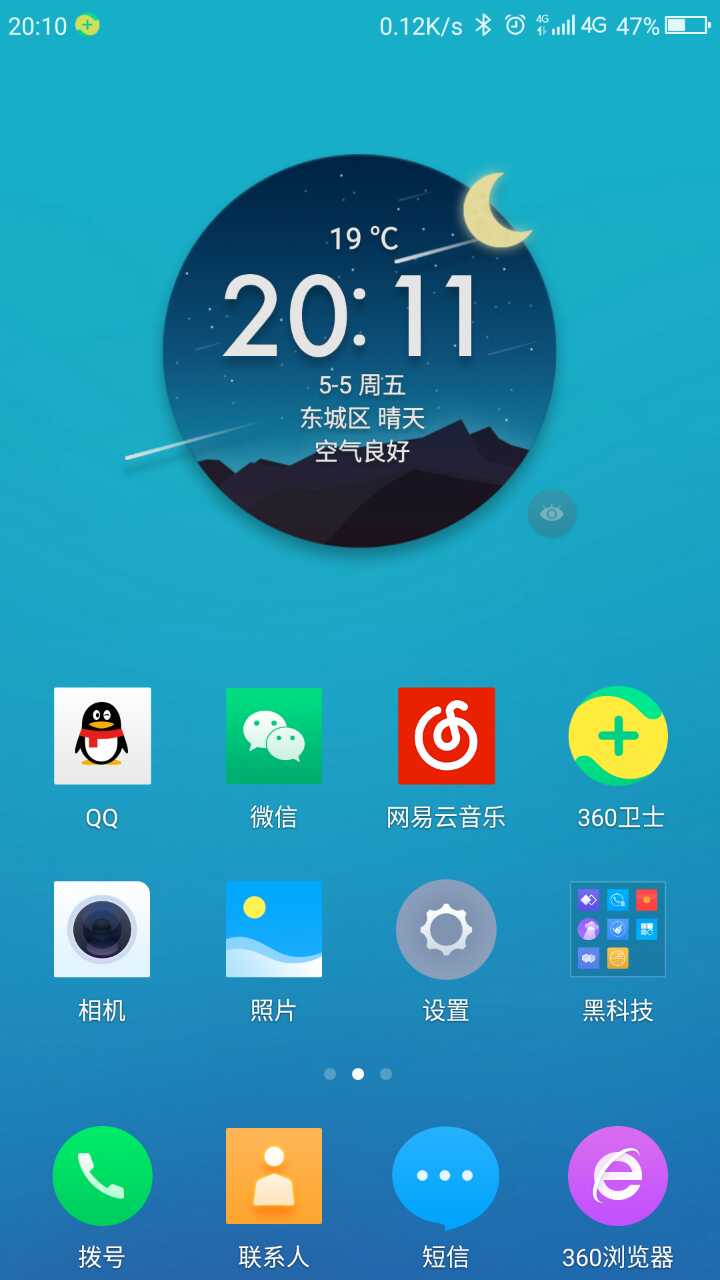 20:10 0.12K/s 4G 4G 47%
19 ℃
20:11
5-5 周五
东城区 晴天
空气良好
QQ 微信 网易云音乐 360卫士
相机 照片 设置 黑科技
拨号 联系人 短信 360浏览器